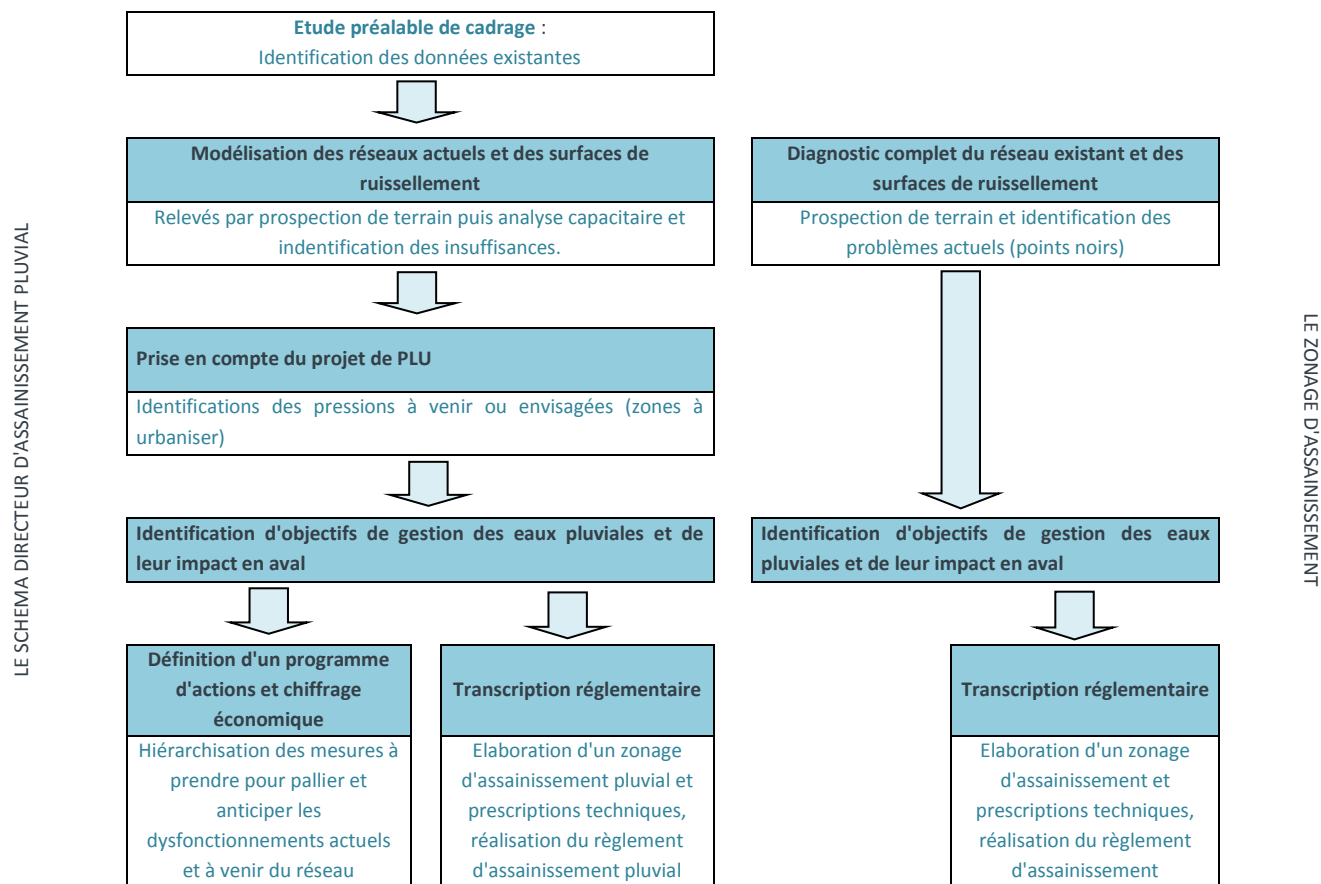 LE SCHEMA DIRECTEUR D'ASSAINISSEMENT PLUVIAL
Etude préalable de cadrage :
Identification des données existantes
Modélisation des réseaux actuels et des surfaces de
ruissellement
Relevés par prospection de terrain puis analyse capacitaire et
indentification des insuffisances.
Prise en compte du projet de PLU
Identifications des pressions à venir ou envisagées (zones à
urbaniser)
Identification d'objectifs de gestion des eaux pluviales et de
leur impact en aval
Définition d'un programme
d'actions et chiffrage
économique
Hiérarchisation des mesures à
prendre pour pallier et
anticiper les
dysfonctionnements actuels
et à venir du réseau
Transcription réglementaire
Elaboration d'un zonage
d'assainissement pluvial et
prescriptions techniques,
réalisation du règlement
d'assainissement pluvial
Diagnostic complet du réseau existant et des
surfaces de ruissellement
Prospection de terrain et identification des
problèmes actuels (points noirs)
Identification d'objectifs de gestion des eaux
pluviales et de leur impact en aval
Transcription réglementaire
Elaboration d'un zonage
d'assainissement et
prescriptions techniques,
réalisation du règlement
d'assainissement
LE ZONAGE D'ASSAINISSEMENT